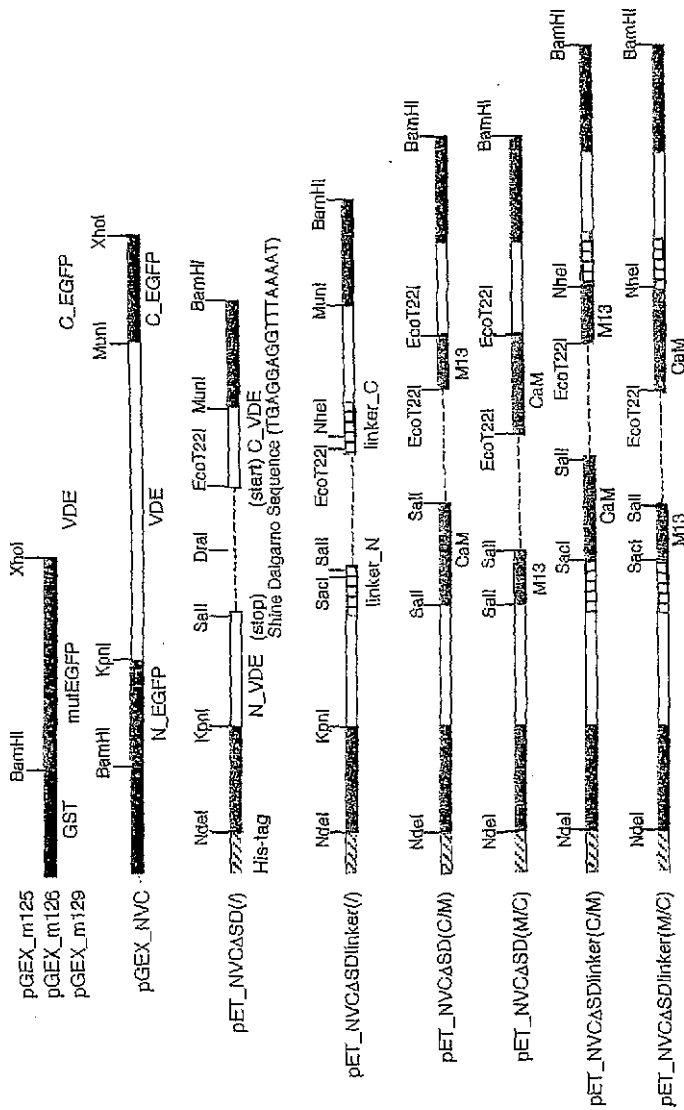 pGEX_m125
pGEX_m126
pGEX_m129
BamHI XhoI
GST mutEGFP VDE C_EGFP
pGEX_NVC
BamHI KpnI MunI XhoI
N_EGFP VDE C_EGFP
pET_NVCΔSD(/)
NdeI KpnI SalI DraI EcoT22I MunI BamHI
His-tag N_VDE (stop) (start) C_VDE
Shine Dalgarno Sequence (TGAGGAGGTTTAAAAT)
pET_NVCΔSDlinker(/)
KpnI SacI SalI EcoT22I NheI MunI BamHI
linker_N linker_C
pET_NVCΔSD(C/M)
NdeI SalI SalI EcoT22I EcoT22I BamHI
CaM M13
pET_NVCΔSD(M/C)
NdeI SalI SalI EcoT22I EcoT22I BamHI
M13 CaM
pET_NVCΔSDlinker(C/M)
NdeI SacI SalI EcoT22I NheI BamHI
CaM M13
pET_NVCΔSDlinker(M/C)
NdeI SacI SalI EcoT22I NheI BamHI
M13 CaM